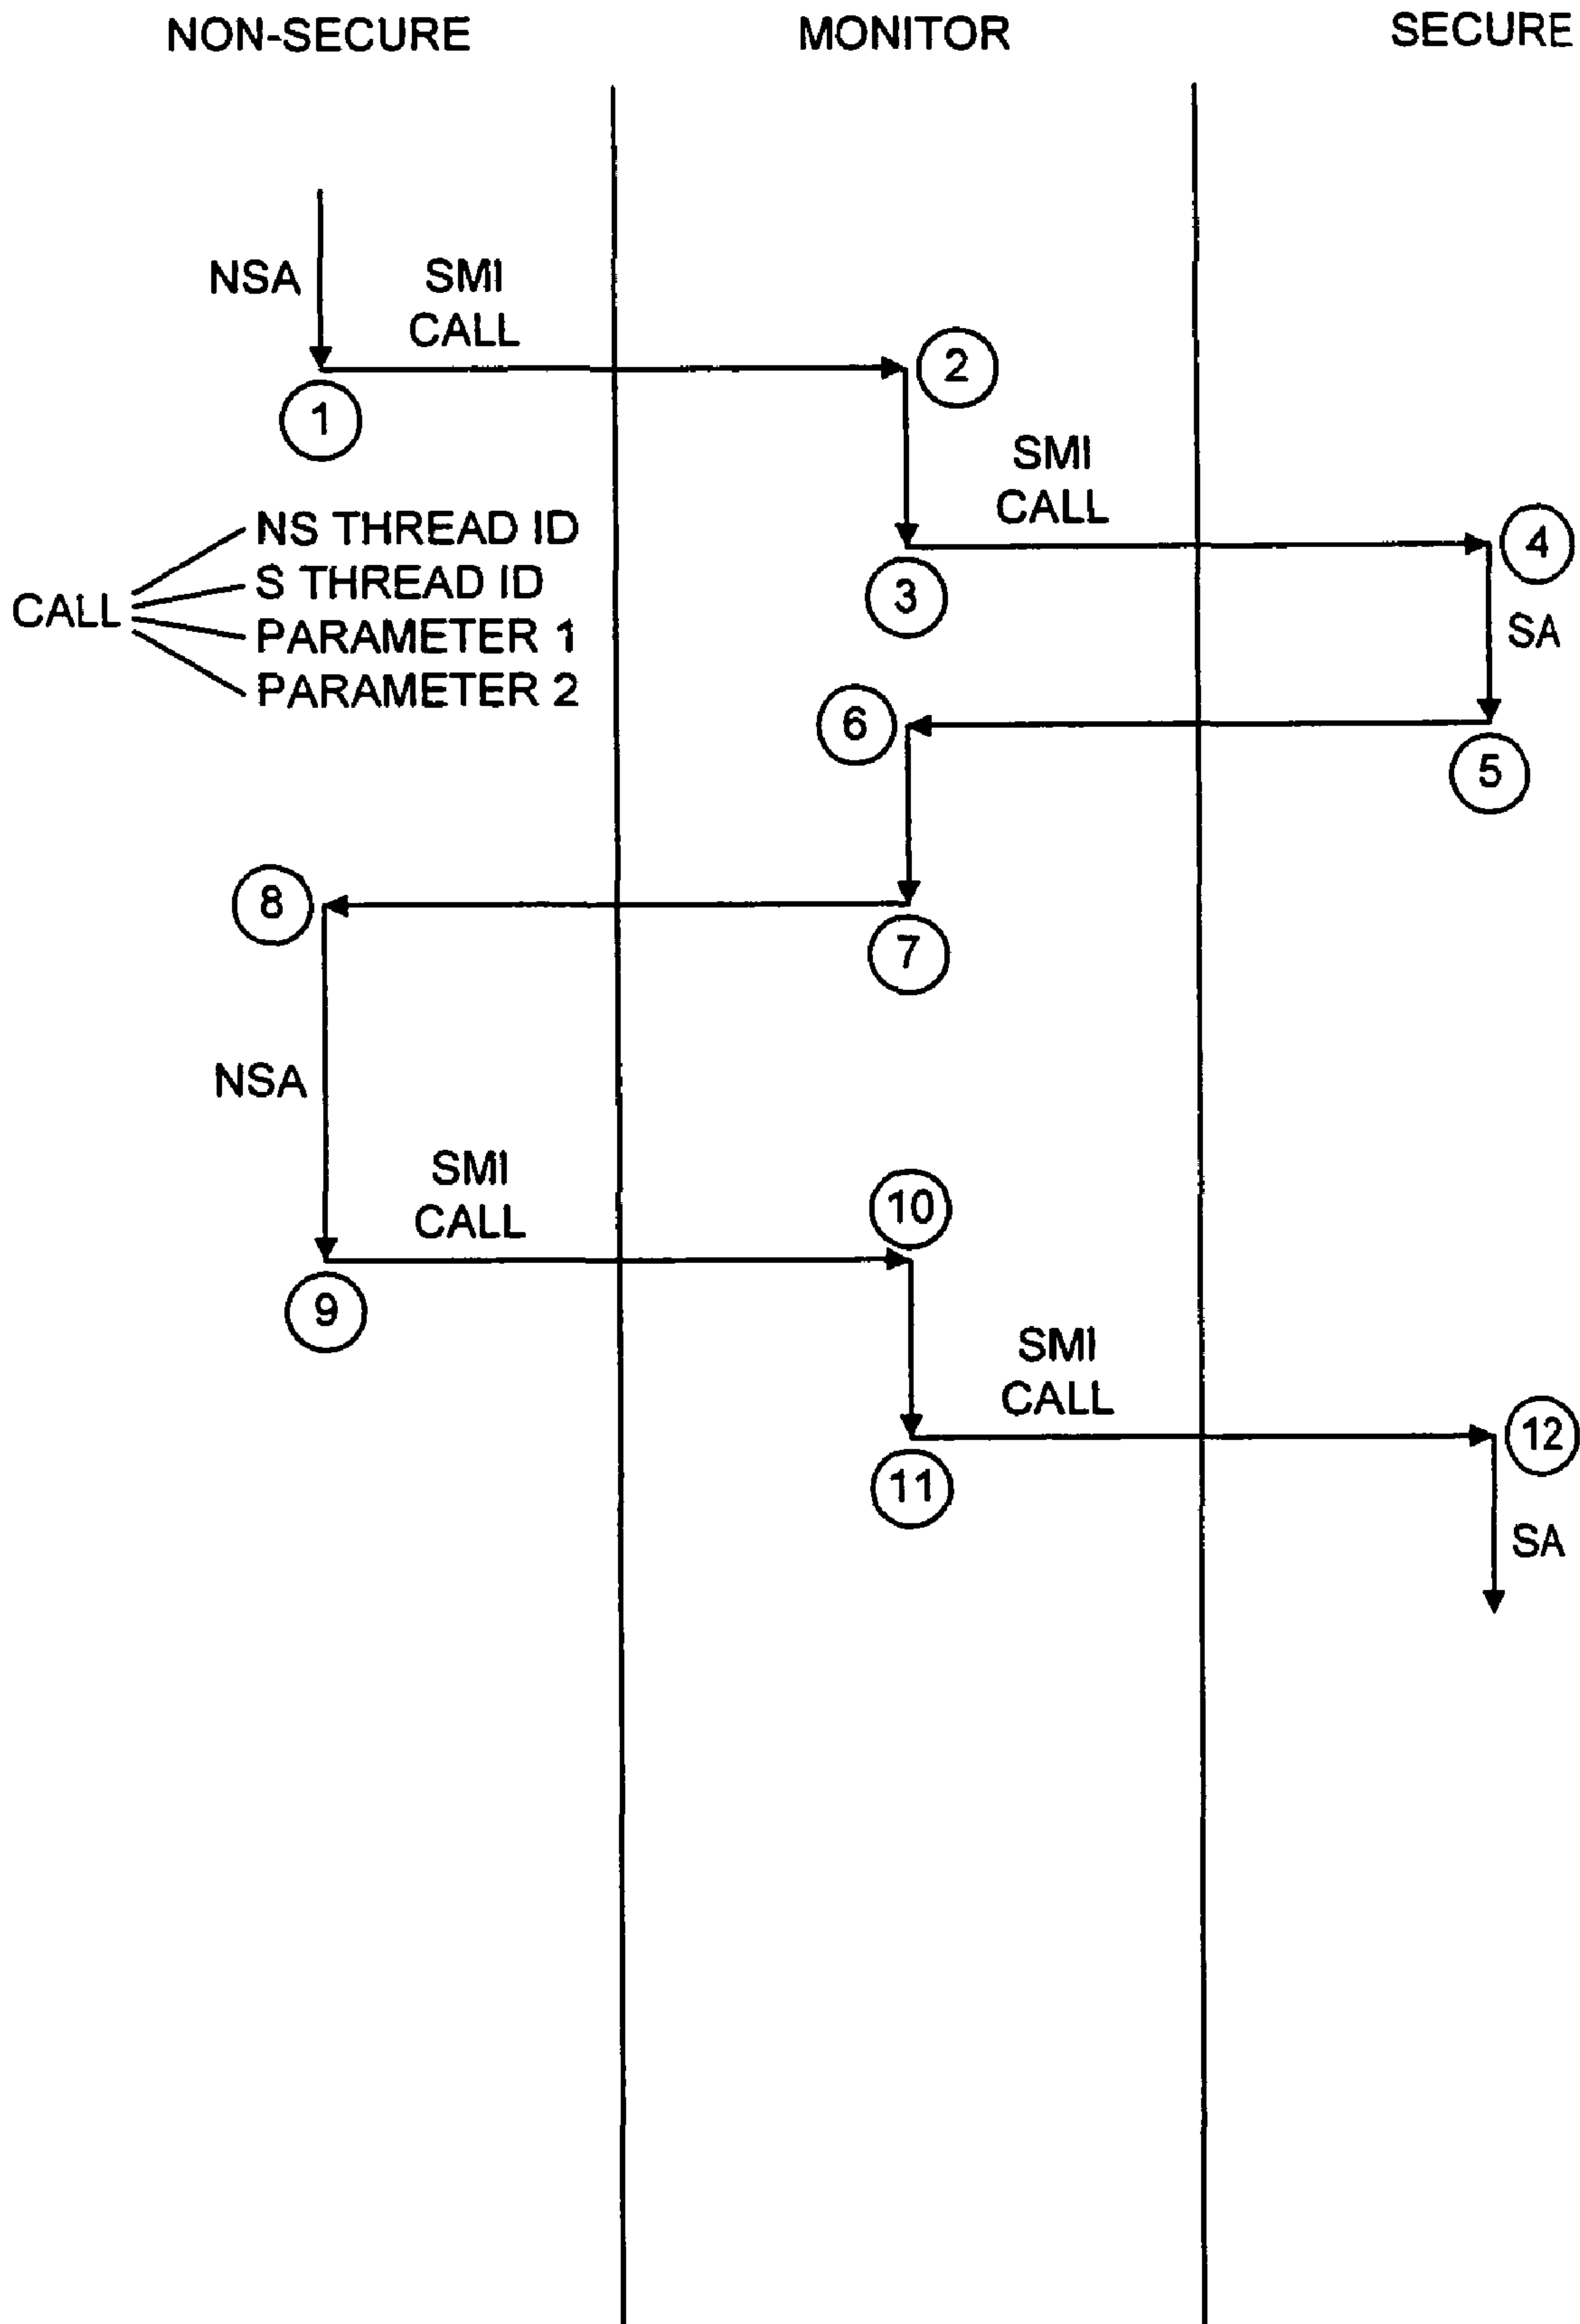 NON-SECURE
MONITOR
SECURE
NSA
SMI
CALL
2
1
SMI
CALL
4
3
NS THREAD ID
S THREAD ID
CALL
PARAMETER 1
PARAMETER 2
SA
6
5
8
7
NSA
SMI
CALL
10
9
SMI
CALL
12
11
SA